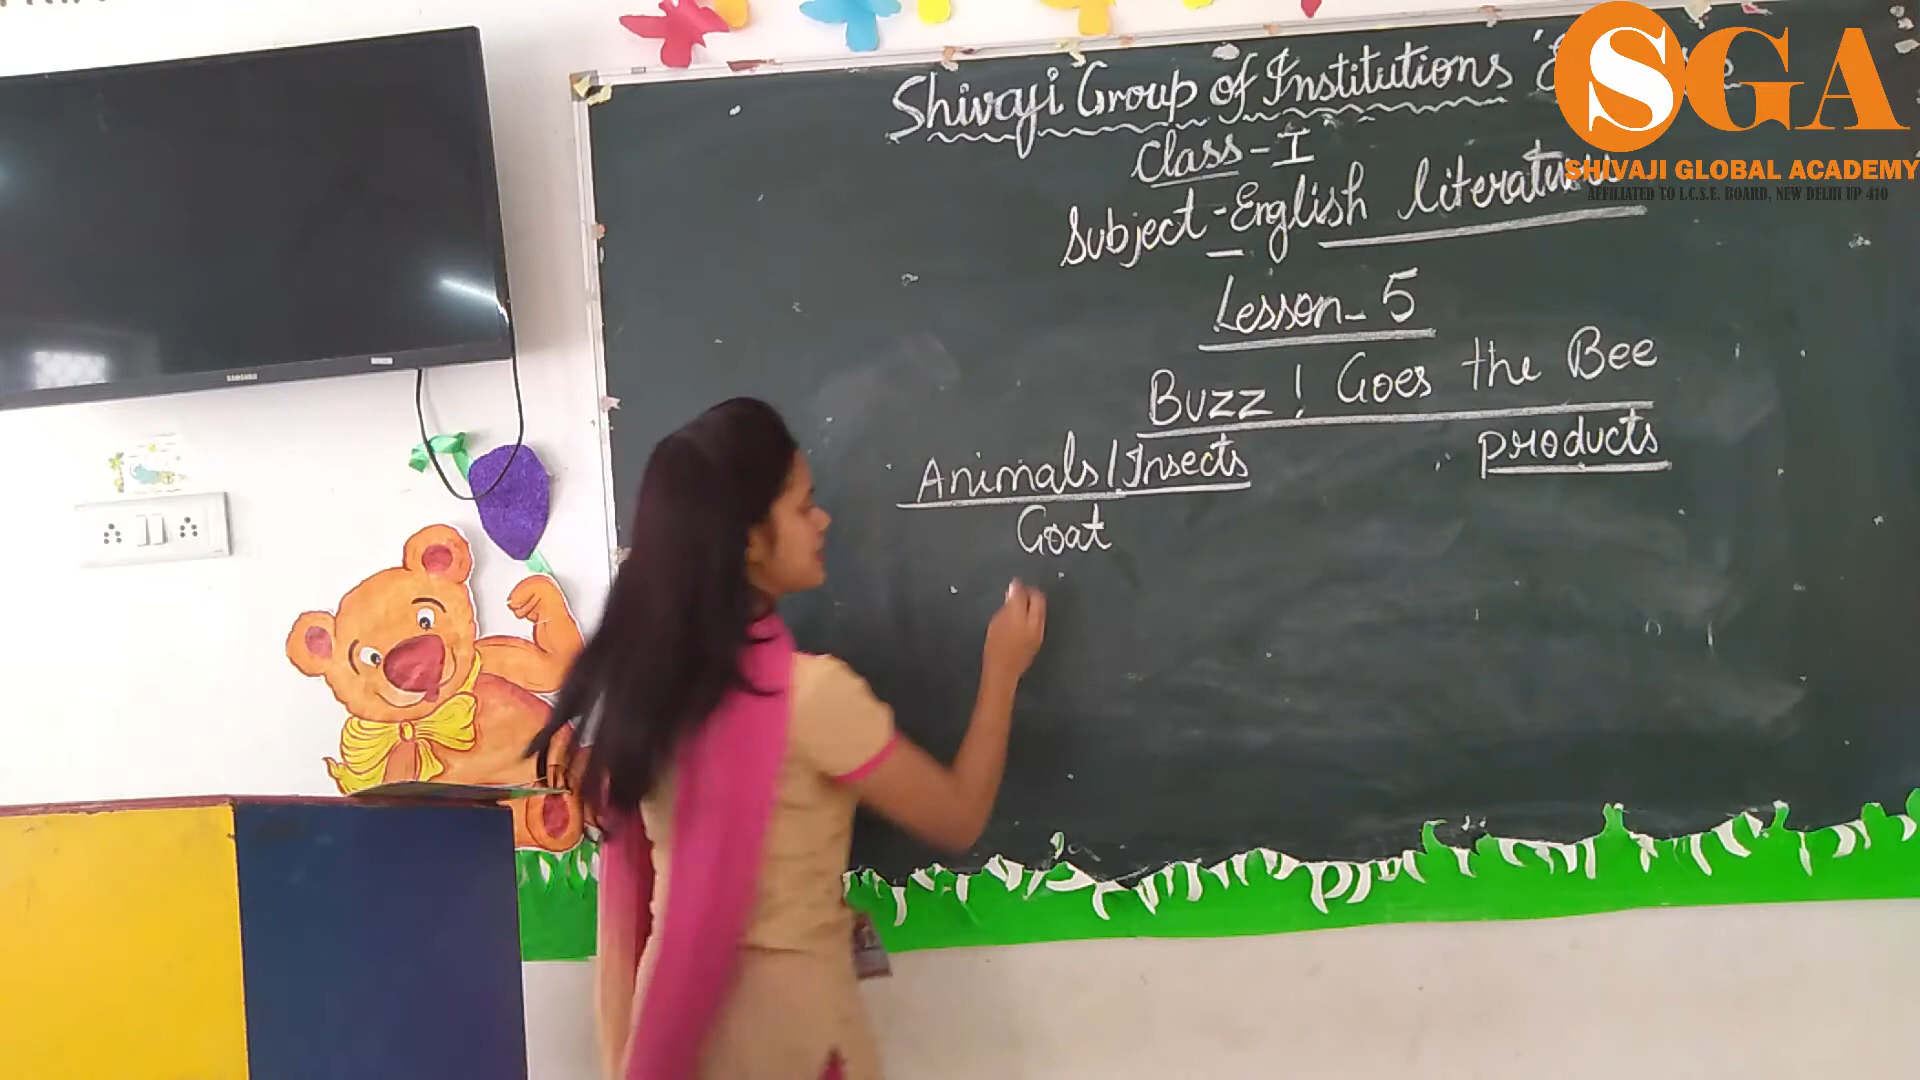 Shivaji Group of Institutions
Class - I
Subject - English literature
Lesson - 5
Buzz ! Goes the Bee
Animals/Insects products
Goat
SGA
SHIVAJI GLOBAL ACADEMY
AFFILIATED TO I.C.S.E. BOARD, NEW DELHI UP 410
SAMSUNG